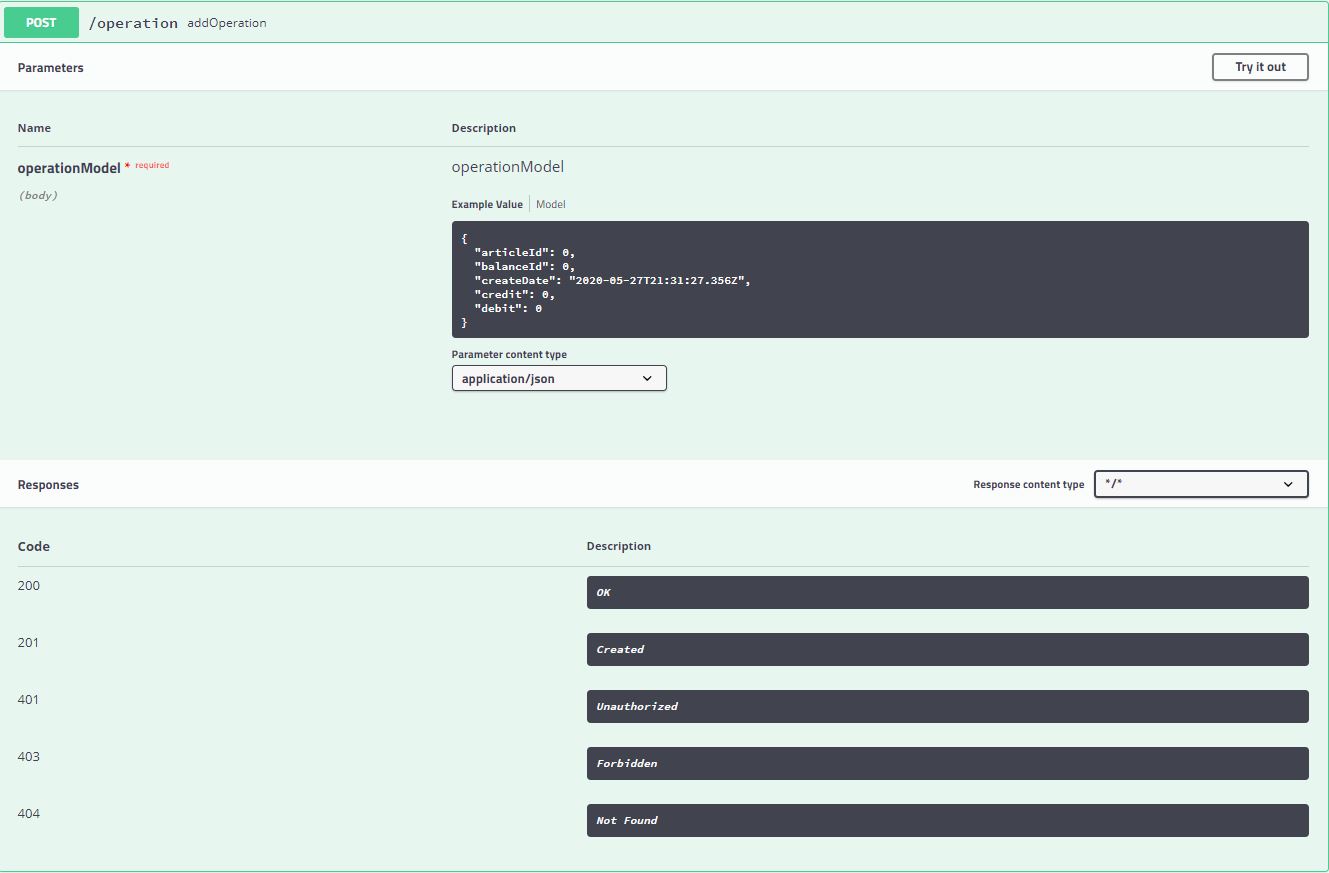 POST /operation addOperation
Parameters Try it out
Name Description
operationModel * required operationModel
(body)
Example Value Model
{
"articleId": 0,
"balanceId": 0,
"createDate": "2020-05-27T21:31:27.356Z",
"credit": 0,
"debit": 0
}
Parameter content type
application/json
Responses Response content type */*
Code Description
200 OK
201 Created
401 Unauthorized
403 Forbidden
404 Not Found